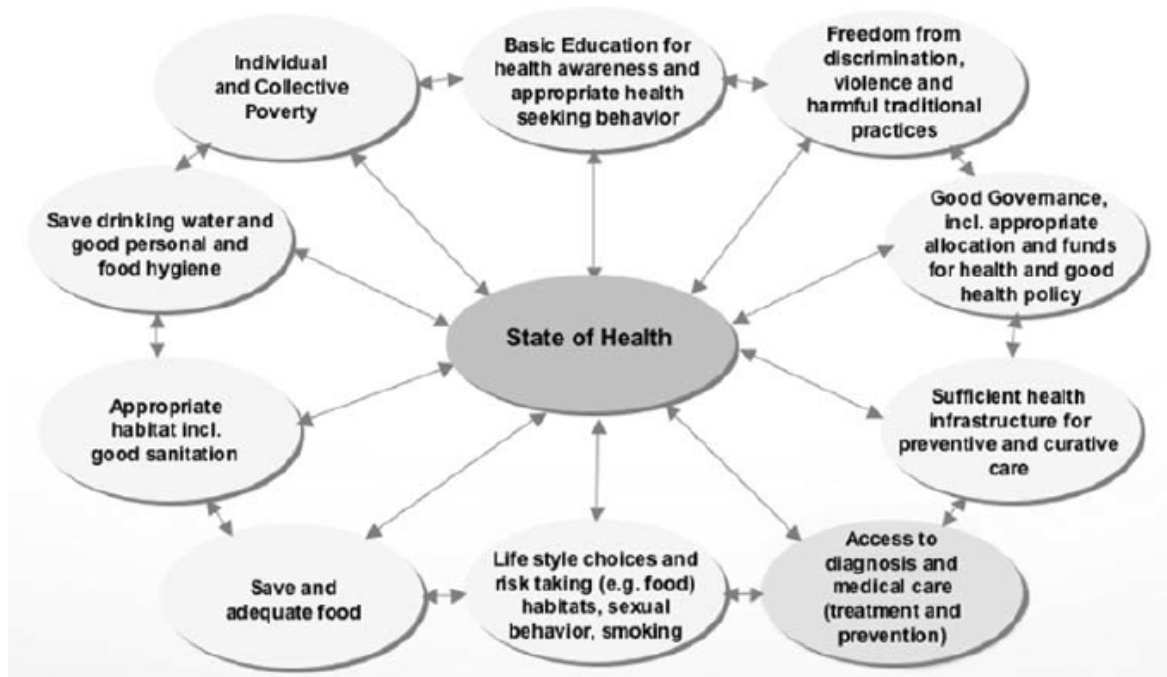 Individual
and Collective
Poverty
Basic Education for
health awareness and
appropriate health
seeking behavior
Freedom from
discrimination,
violence and
harmful traditional
practices
Save drinking water and
good personal and
food hygiene
Good Governance,
incl. appropriate
allocation and funds
for health and good
health policy
State of Health
Appropriate
habitat incl.
good sanitation
Sufficient health
infrastructure for
preventive and curative
care
Save and
adequate food
Life style choices and
risk taking (e.g. food)
habitats, sexual
behavior, smoking
Access to
diagnosis and
medical care
(treatment and
prevention)